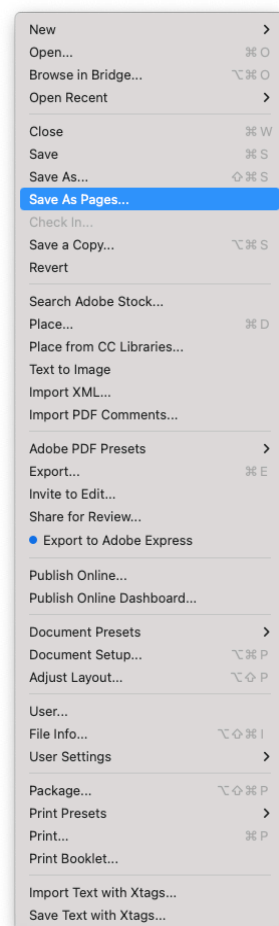 New >
Open... ⌘ O
Browse in Bridge... ⌥⌘ O
Open Recent >
Close ⌘ W
Save ⌘ S
Save As... ⇧⌘ S
Save As Pages...
Check In...
Save a Copy... ⌥⌘ S
Revert
Search Adobe Stock...
Place... ⌘ D
Place from CC Libraries...
Text to Image
Import XML...
Import PDF Comments...
Adobe PDF Presets >
Export... ⌘ E
Invite to Edit...
Share for Review...
Export to Adobe Express
Publish Online...
Publish Online Dashboard...
Document Presets >
Document Setup... ⌥⌘ P
Adjust Layout... ⌥⇧ P
User...
File Info... ⌥⇧⌘ I
User Settings >
Package... ⌥⇧⌘ P
Print Presets >
Print... ⌘ P
Print Booklet...
Import Text with Xtags...
Save Text with Xtags...